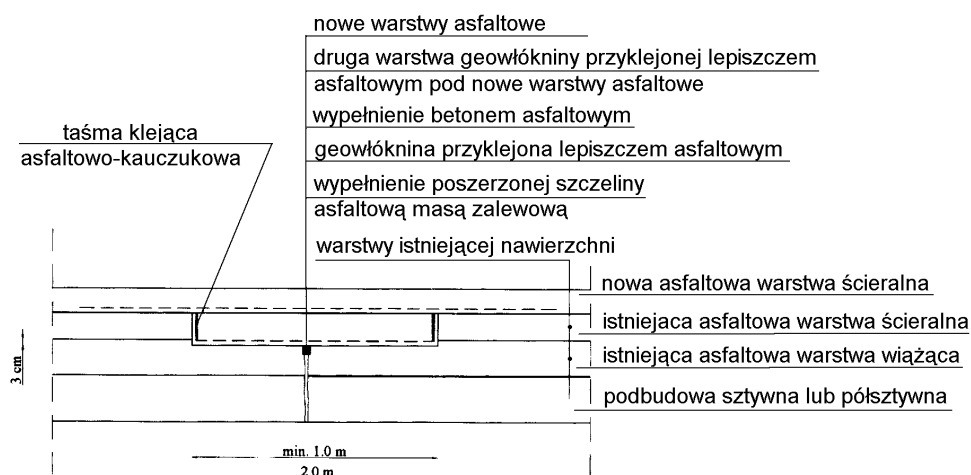 nowe warstwy asfaltowe
druga warstwa geowłókniny przyklejonej lepiszczem
asfaltowym pod nowe warstwy asfaltowe
wypełnienie betonem asfaltowym
taśma klejąca
asfaltowo-kauczukowa
geowłóknina przyklejona lepiszczem asfaltowym
wypełnienie poszerzonej szczeliny
asfaltową masą zalewową
warstwy istniejącej nawierzchni
nowa asfaltowa warstwa ścieralna
istniejaca asfaltowa warstwa ścieralna
istniejąca asfaltowa warstwa wiążąca
podbudowa sztywna lub półsztywna
3 cm
min. 1.0 m
2.0 m